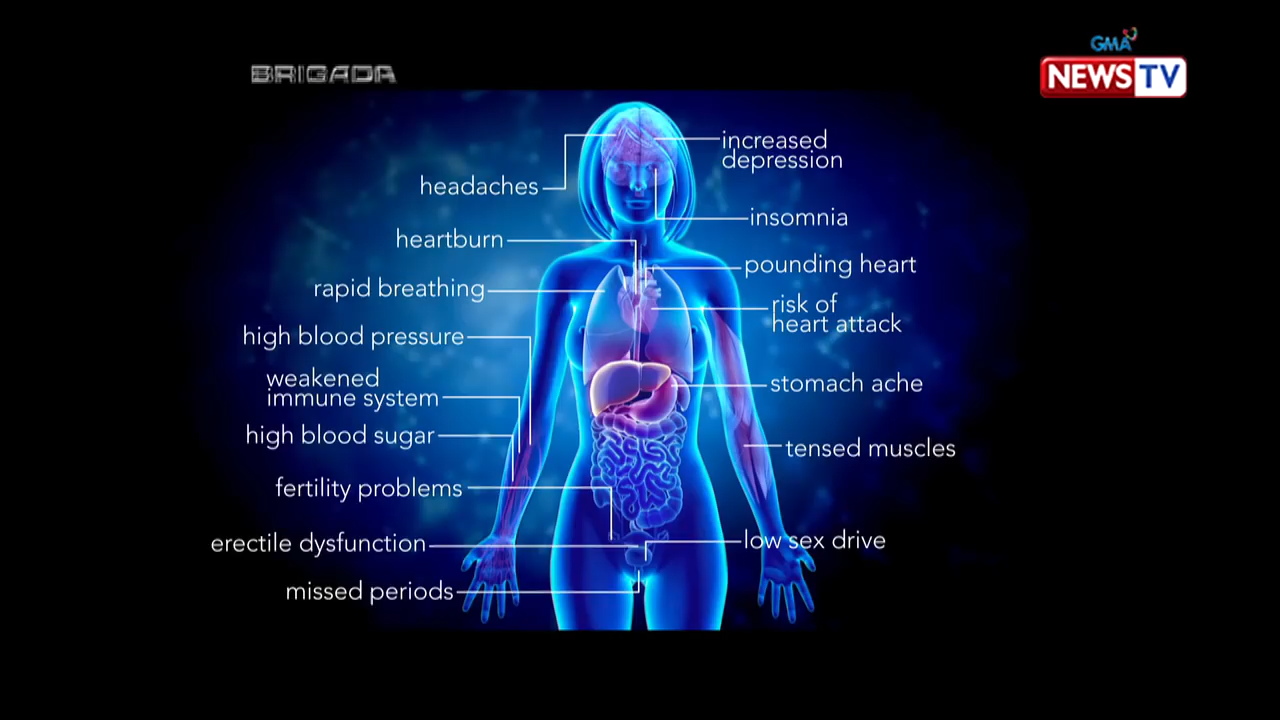 GMA
BRIGADA
NEWS TV
increased
depression
headaches
insomnia
heartburn
pounding heart
rapid breathing
risk of
heart attack
high blood pressure
weakened
immune system
stomach ache
high blood sugar
tensed muscles
fertility problems
erectile dysfunction
low sex drive
missed periods